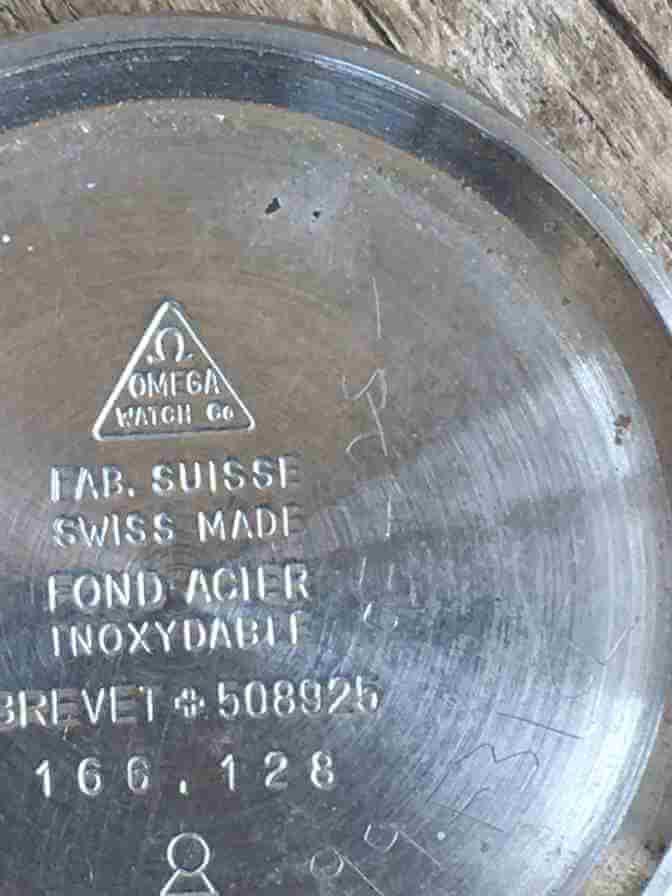 Ω
OMEGA
WATCH Co
FAB. SUISSE
SWISS MADE
FOND ACIER
INOXYDABLE
BREVET + 508925
166.128